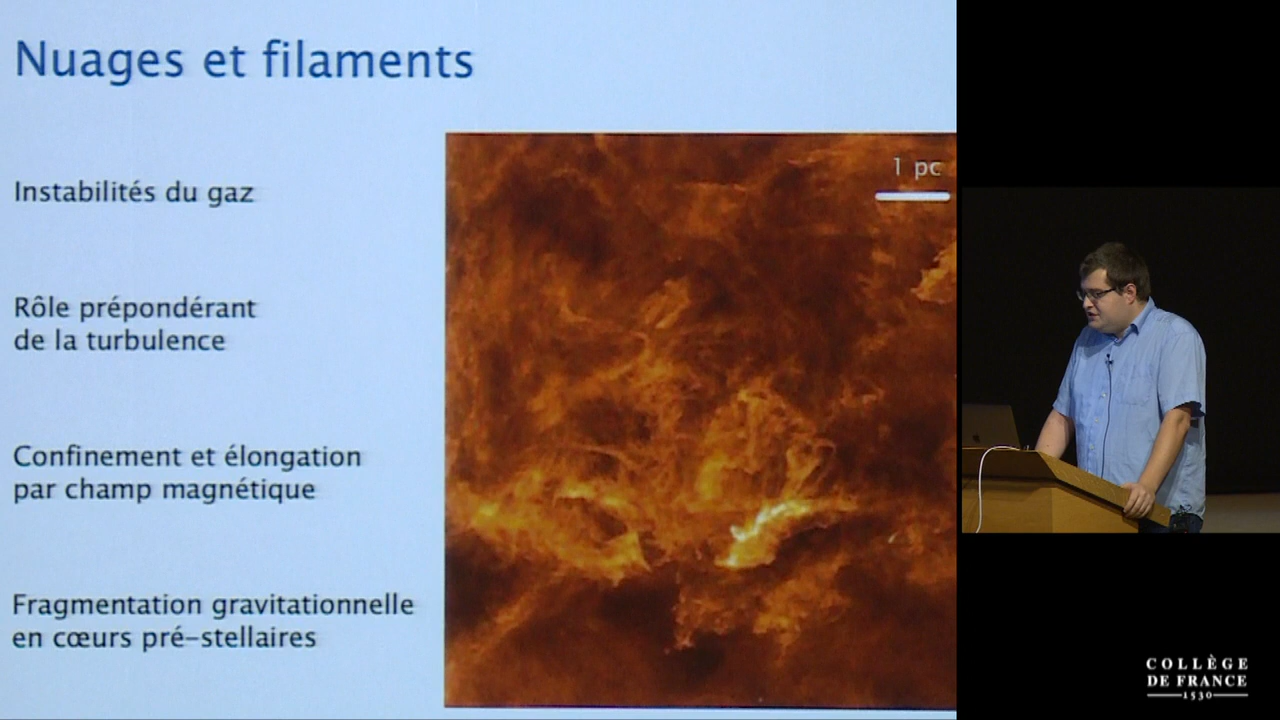 Nuages et filaments
Instabilités du gaz
Rôle prépondérant
de la turbulence
Confinement et élongation
par champ magnétique
Fragmentation gravitationnelle
en cœurs pré-stellaires
1 pc
COLLÈGE
DE FRANCE
1530